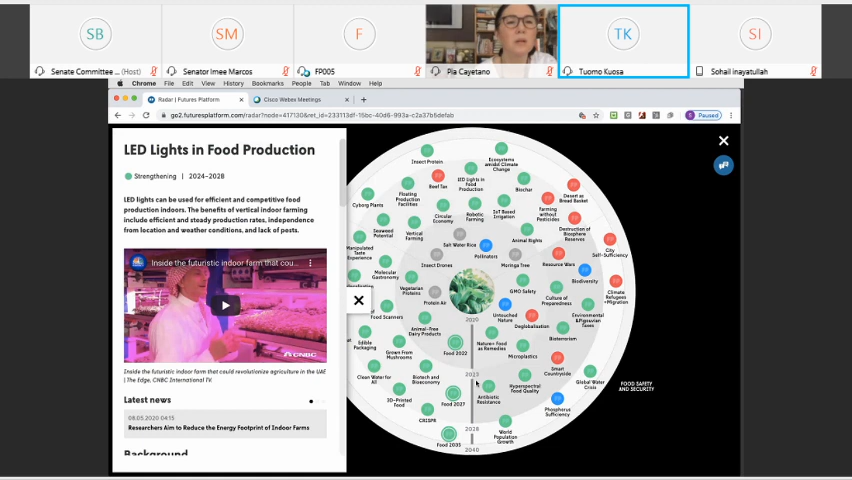 SB
SM
F
TK
SI
Senate Committee ... (Host)
Senator Imee Marcos
FP005
Pia Cayetano
Tuomo Kuosa
Sohail inayatullah
Chrome File Edit View History Bookmarks People Tab Window Help
Radar | Futures Platform
Cisco Webex Meetings
Paused
LED Lights in Food Production
Strengthening | 2024-2028
LED lights can be used for efficient and competitive food
production indoors. The benefits of vertical indoor farming
include efficient and steady production rates, independence
from location and weather conditions, and lack of pests.
Inside the futuristic indoor farm that cou...
CNBC
Inside the futuristic indoor farm that could revolutionize agriculture in the UAE
| The Edge, CNBC International TV.
Latest news
08.05.2020 04:15
Researchers Aim to Reduce the Energy Footprint of Indoor Farms
Background
Insect Protein
Ecosystems
amidst Climate
Change
LED Lights in
Food
Production
Beef Tax
Biochar
Desert as
Bread Basket
Cyborg Plants
Floating
Production
Facilities
Circular
Economy
Robotic
Farming
IoT Based
Irrigation
Farming
without
Pesticides
Destruction of
Biosphere
Reserves
Seaweed
Potential
Vertical
Farming
Salt Water Rice
Pollinators
Animal Rights
City
Self-Sufficiency
Manipulated
Taste
Experience
Insect Drones
Moringa Tree
Resource Wars
Biodiversity
Molecular
Gastronomy
Vegetarian
Proteins
Protein Air
GMO Safety
Culture of
Preparedness
Climate
Refugees
+Migration
Food Scanners
2020
Untouched
Nature
Deglobalisation
Environmental
&Pigouvian
Taxes
Edible
Packaging
Animal-Free
Dairy Products
Food 2022
Nature+ Food
as Remedies
Bioterrorism
Grown From
Mushrooms
Microplastics
Smart
Countryside
Clean Water for
All
Biotech and
Bioeconomy
2023
Hyperspectral
Food Quality
Global Water
Crisis
FOOD SAFETY
AND SECURITY
3D-Printed
Food
Food 2027
Antibiotic
Resistance
Phosphorus
Sufficiency
CRISPR
2028
World
Population
Growth
Food 2035
2040